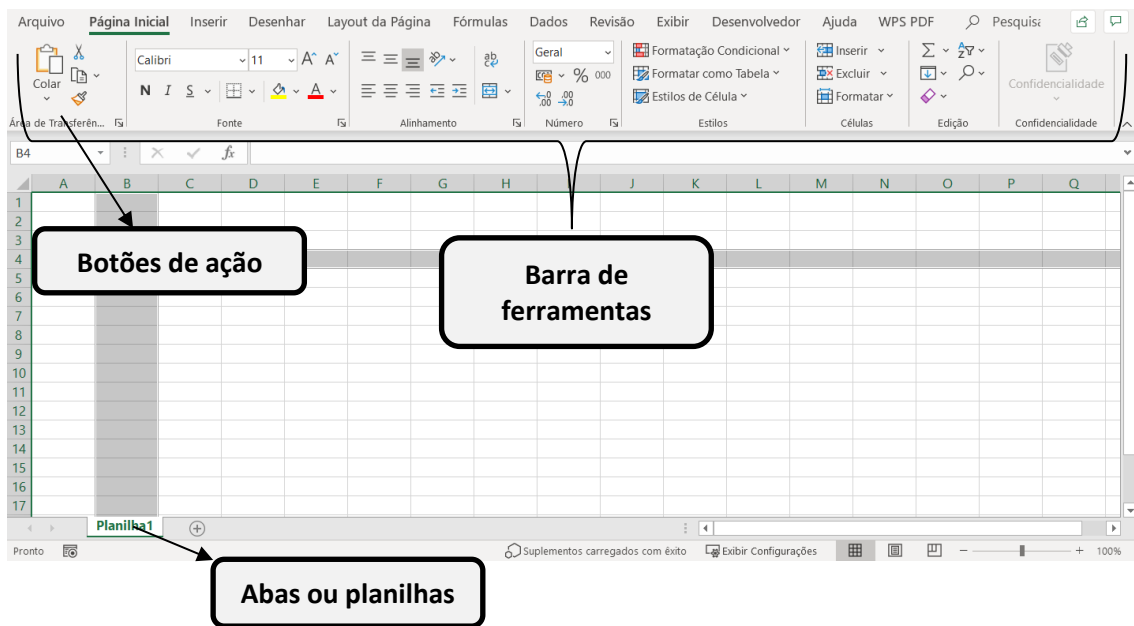 Arquivo Página Inicial Inserir Desenhar Layout da Página Fórmulas Dados Revisão Exibir Desenvolvedor Ajuda WPS PDF Pesquisa
Calibri 11 A^ A˅ ab Geral Formatação Condicional Inserir Σ
Colar % 000 Formatar como Tabela Excluir Confidencialidade
N I S A Estilos de Célula Formatar
Área de Transferên... Fonte Alinhamento Número Estilos Células Edição Confidencialidade
B4 fx
A B C D E F G H J K L M N O P Q
1
2
3
4
5
6
7
8
9
10
11
12
13
14
15
16
17
Botões de ação
Barra de
ferramentas
Planilha1
Pronto Suplementos carregados com êxito Exibir Configurações 100%
Abas ou planilhas